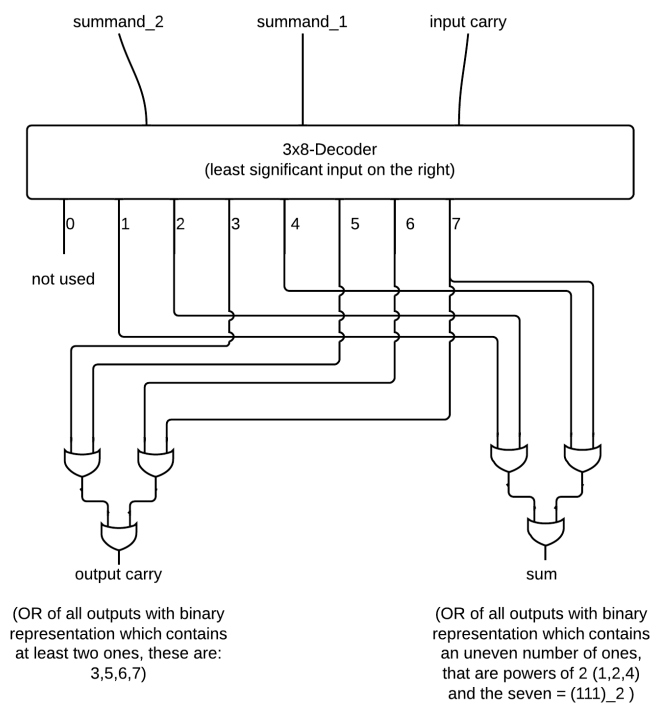 summand_2 summand_1 input carry
3x8-Decoder
(least significant input on the right)
0 1 2 3 4 5 6 7
not used
output carry
(OR of all outputs with binary
representation which contains
at least two ones, these are:
3,5,6,7)
sum
(OR of all outputs with binary
representation which contains
an uneven number of ones,
that are powers of 2 (1,2,4)
and the seven = (111)_2 )